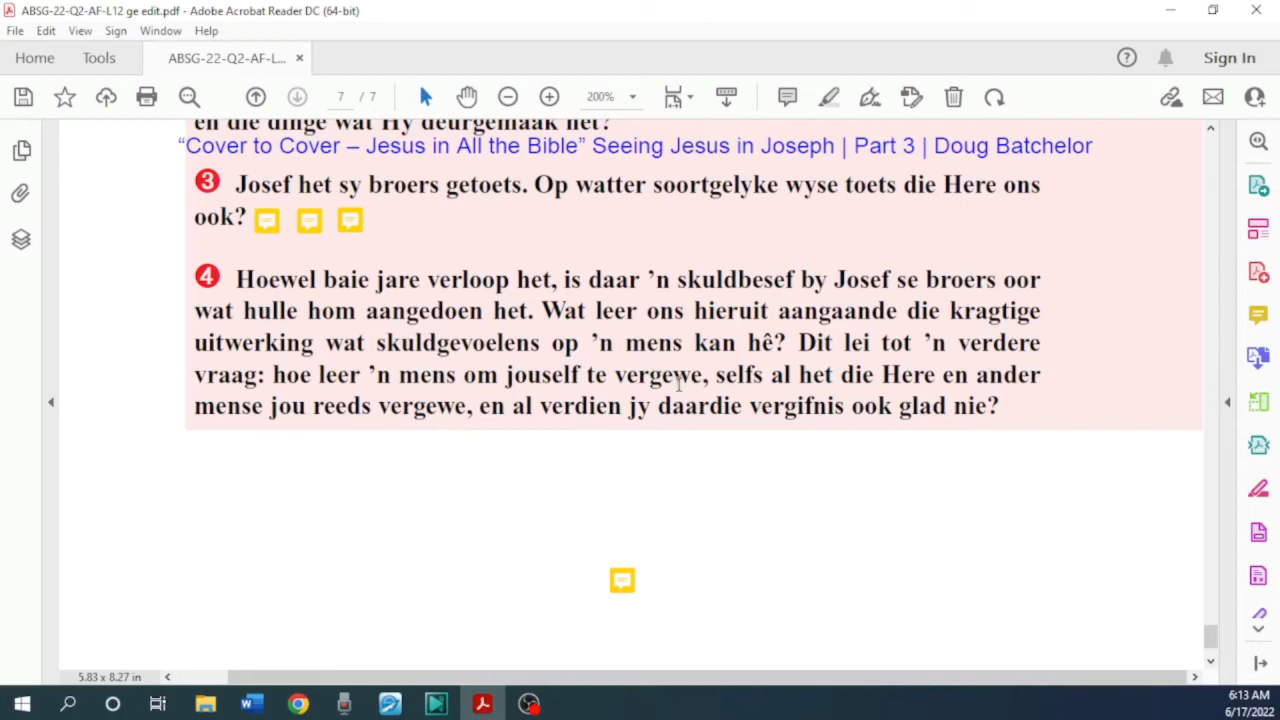 ABSG-22-Q2-AF-L12 ge edit.pdf - Adobe Acrobat Reader DC (64-bit)
File Edit View Sign Window Help
Home Tools ABSG-22-Q2-AF-L... × Sign In
7 / 7 200%
en die dinge wat Hy deurgemaak het?
“Cover to Cover – Jesus in All the Bible” Seeing Jesus in Joseph | Part 3 | Doug Batchelor
3 Josef het sy broers getoets. Op watter soortgelyke wyse toets die Here ons
ook?
4 Hoewel baie jare verloop het, is daar ’n skuldbesef by Josef se broers oor
wat hulle hom aangedoen het. Wat leer ons hieruit aangaande die kragtige
uitwerking wat skuldgevoelens op ’n mens kan hê? Dit lei tot ’n verdere
vraag: hoe leer ’n mens om jouself te vergewe, selfs al het die Here en ander
mense jou reeds vergewe, en al verdien jy daardie vergifnis ook glad nie?
5.83 x 8.27 in
6:13 AM
6/17/2022